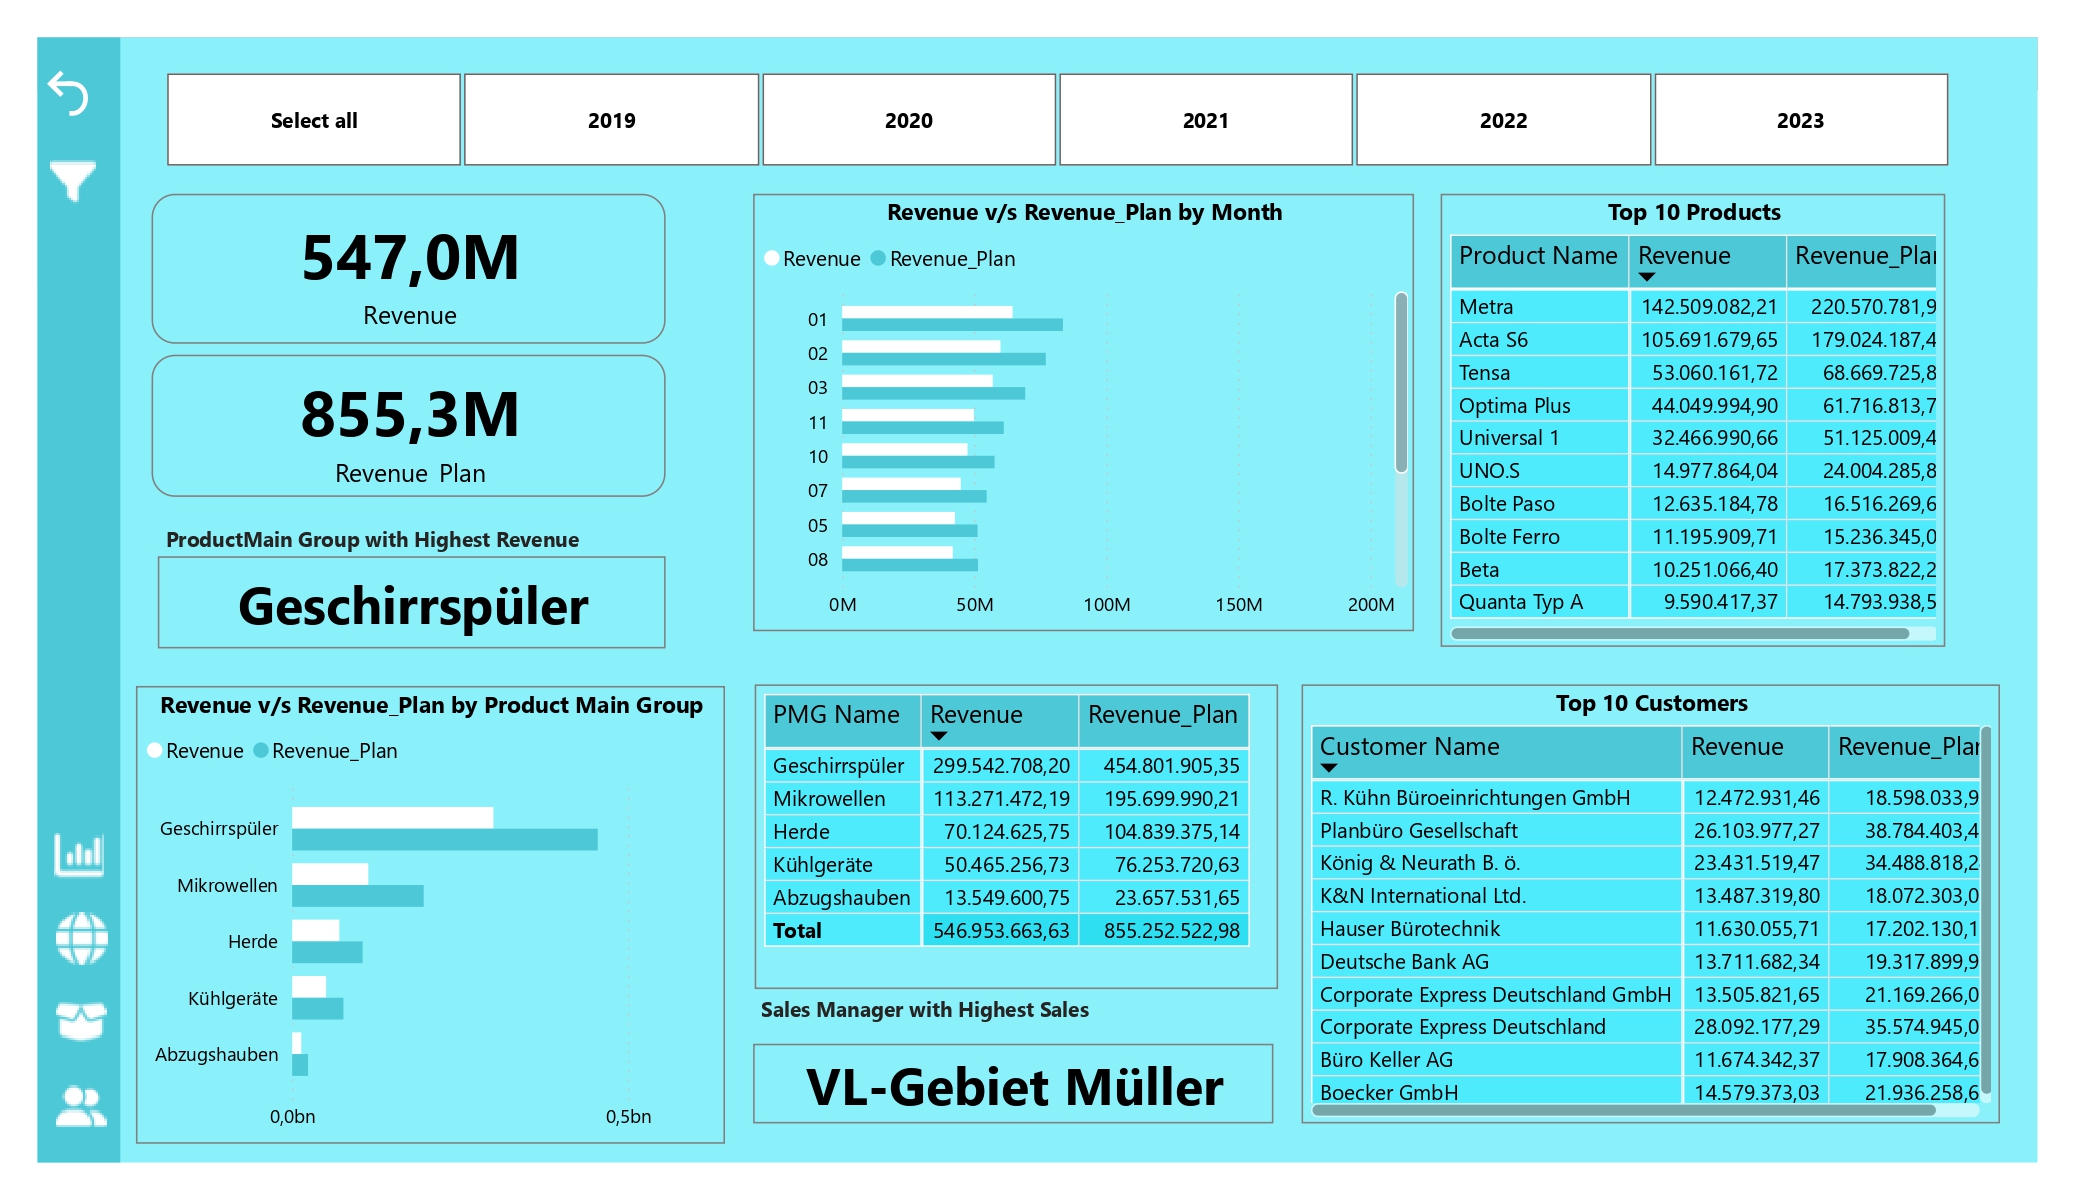 Select all 2019 2020 2021 2022 2023
547,0M
Revenue
855,3M
Revenue Plan
ProductMain Group with Highest Revenue
Geschirrspüler
Revenue v/s Revenue_Plan by Month
Revenue Revenue_Plan
01
02
03
11
10
07
05
08
0M 50M 100M 150M 200M
Top 10 Products
Product Name Revenue Revenue_Plan
Metra 142.509.082,21 220.570.781,9
Acta S6 105.691.679,65 179.024.187,4
Tensa 53.060.161,72 68.669.725,8
Optima Plus 44.049.994,90 61.716.813,7
Universal 1 32.466.990,66 51.125.009,4
UNO.S 14.977.864,04 24.004.285,8
Bolte Paso 12.635.184,78 16.516.269,6
Bolte Ferro 11.195.909,71 15.236.345,0
Beta 10.251.066,40 17.373.822,2
Quanta Typ A 9.590.417,37 14.793.938,5
Revenue v/s Revenue_Plan by Product Main Group
Revenue Revenue_Plan
Geschirrspüler
Mikrowellen
Herde
Kühlgeräte
Abzugshauben
0,0bn 0,5bn
PMG Name Revenue Revenue_Plan
Geschirrspüler 299.542.708,20 454.801.905,35
Mikrowellen 113.271.472,19 195.699.990,21
Herde 70.124.625,75 104.839.375,14
Kühlgeräte 50.465.256,73 76.253.720,63
Abzugshauben 13.549.600,75 23.657.531,65
Total 546.953.663,63 855.252.522,98
Sales Manager with Highest Sales
VL-Gebiet Müller
Top 10 Customers
Customer Name Revenue Revenue_Plan
R. Kühn Büroeinrichtungen GmbH 12.472.931,46 18.598.033,9
Planbüro Gesellschaft 26.103.977,27 38.784.403,4
König & Neurath B. ö. 23.431.519,47 34.488.818,2
K&N International Ltd. 13.487.319,80 18.072.303,0
Hauser Bürotechnik 11.630.055,71 17.202.130,1
Deutsche Bank AG 13.711.682,34 19.317.899,9
Corporate Express Deutschland GmbH 13.505.821,65 21.169.266,0
Corporate Express Deutschland 28.092.177,29 35.574.945,0
Büro Keller AG 11.674.342,37 17.908.364,6
Boecker GmbH 14.579.373,03 21.936.258,6